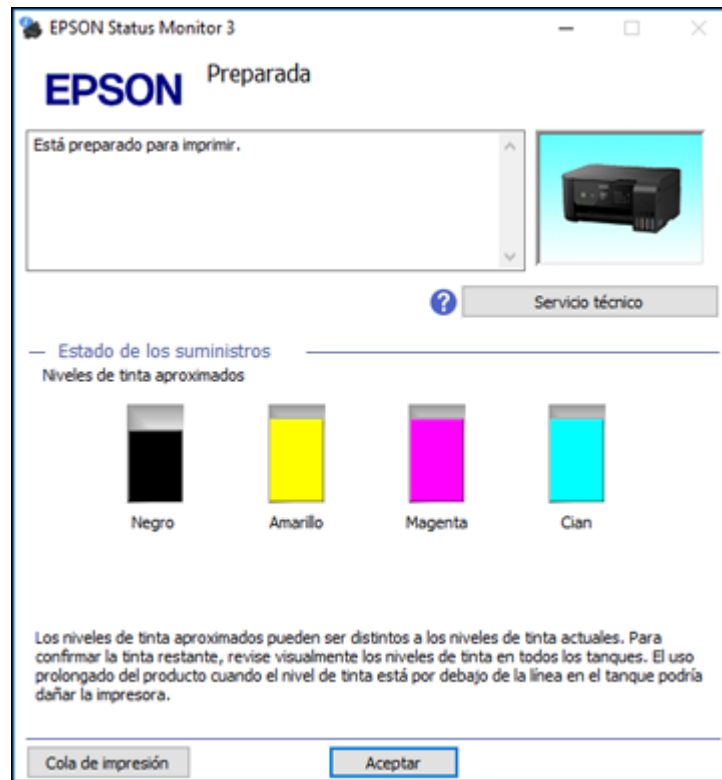 EPSON Status Monitor 3
EPSON
Preparada
Está preparado para imprimir.
Servicio técnico
Estado de los suministros
Niveles de tinta aproximados
Negro Amarillo Magenta Cian
Los niveles de tinta aproximados pueden ser distintos a los niveles de tinta actuales. Para
confirmar la tinta restante, revise visualmente los niveles de tinta en todos los tanques. El uso
prolongado del producto cuando el nivel de tinta está por debajo de la línea en el tanque podría
dañar la impresora.
Cola de impresión Aceptar